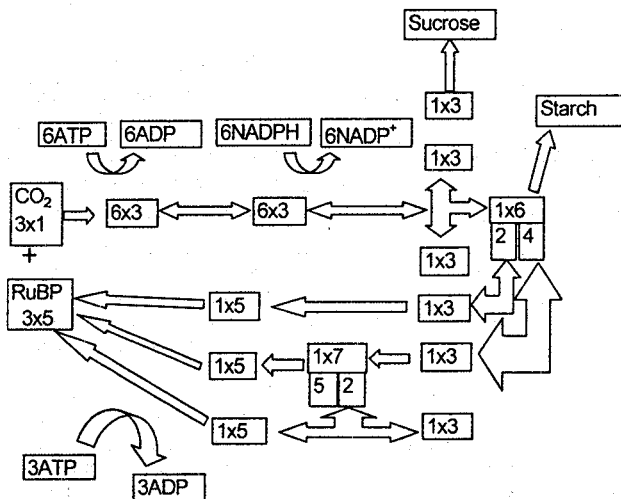 Sucrose
1x3
Starch
6ATP
6ADP
6NADPH
6NADP⁺
1x3
CO₂
3x1
6x3
6x3
1x6
2 4
+
1x3
RuBP
3x5
1x5
1x3
1x5
1x7
5 2
1x3
1x5
1x3
3ATP
3ADP